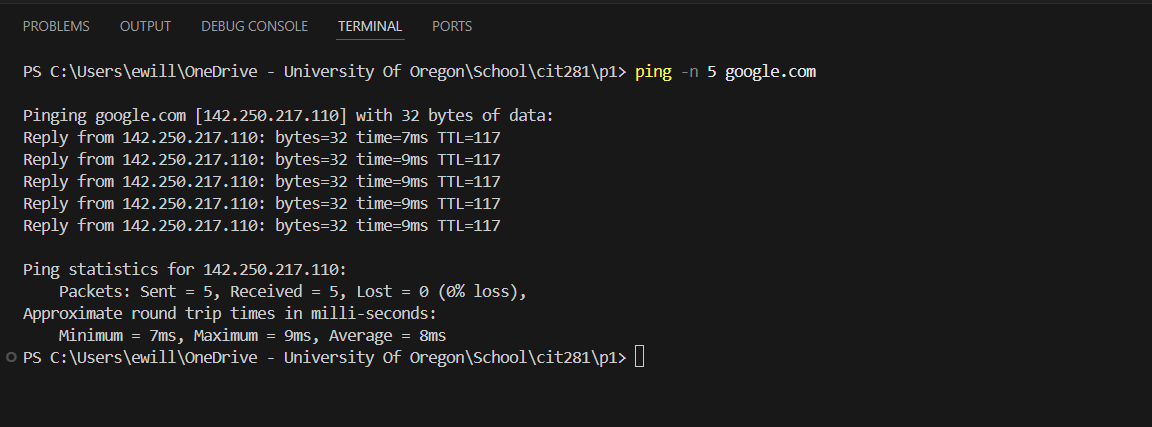 PROBLEMS OUTPUT DEBUG CONSOLE TERMINAL PORTS
PS C:\Users\ewill\OneDrive - University Of Oregon\School\cit281\p1> ping -n 5 google.com
Pinging google.com [142.250.217.110] with 32 bytes of data:
Reply from 142.250.217.110: bytes=32 time=7ms TTL=117
Reply from 142.250.217.110: bytes=32 time=9ms TTL=117
Reply from 142.250.217.110: bytes=32 time=9ms TTL=117
Reply from 142.250.217.110: bytes=32 time=9ms TTL=117
Reply from 142.250.217.110: bytes=32 time=9ms TTL=117
Ping statistics for 142.250.217.110:
    Packets: Sent = 5, Received = 5, Lost = 0 (0% loss),
Approximate round trip times in milli-seconds:
    Minimum = 7ms, Maximum = 9ms, Average = 8ms
PS C:\Users\ewill\OneDrive - University Of Oregon\School\cit281\p1>